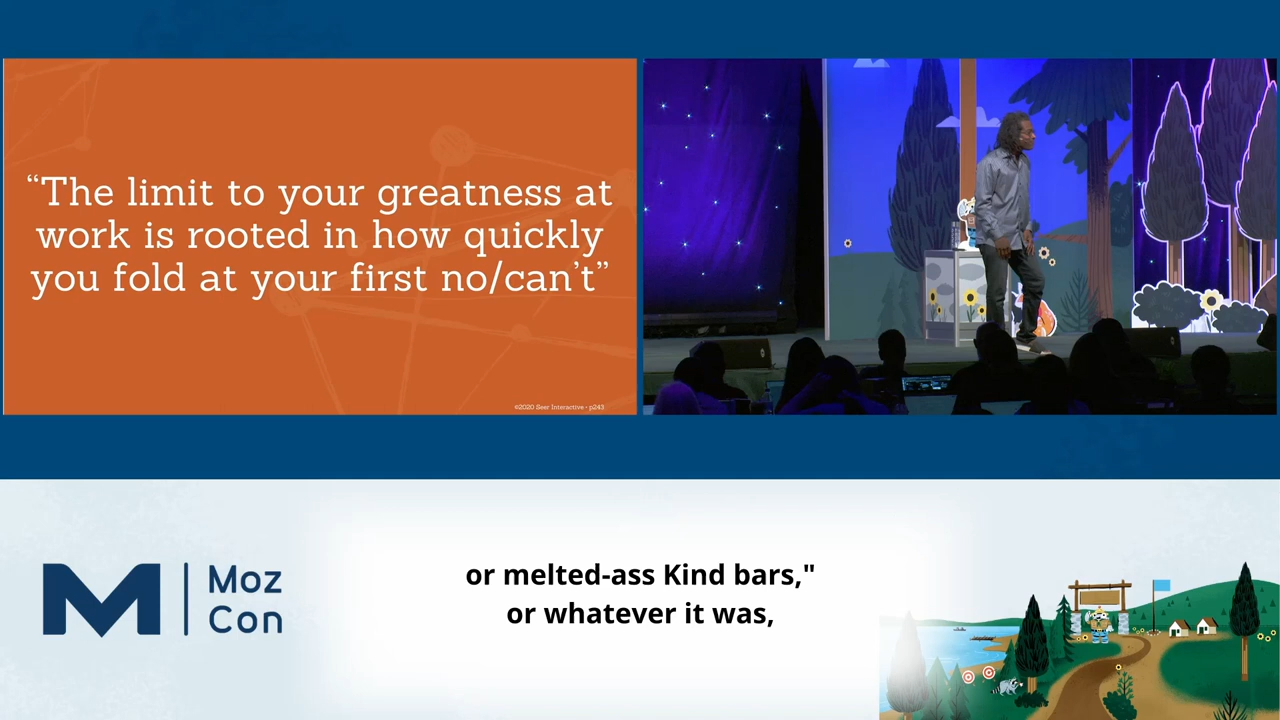 “The limit to your greatness at
work is rooted in how quickly
you fold at your first no/can’t”
©2020 Seer Interactive • p243
Moz
Con
or melted-ass Kind bars,"
or whatever it was,